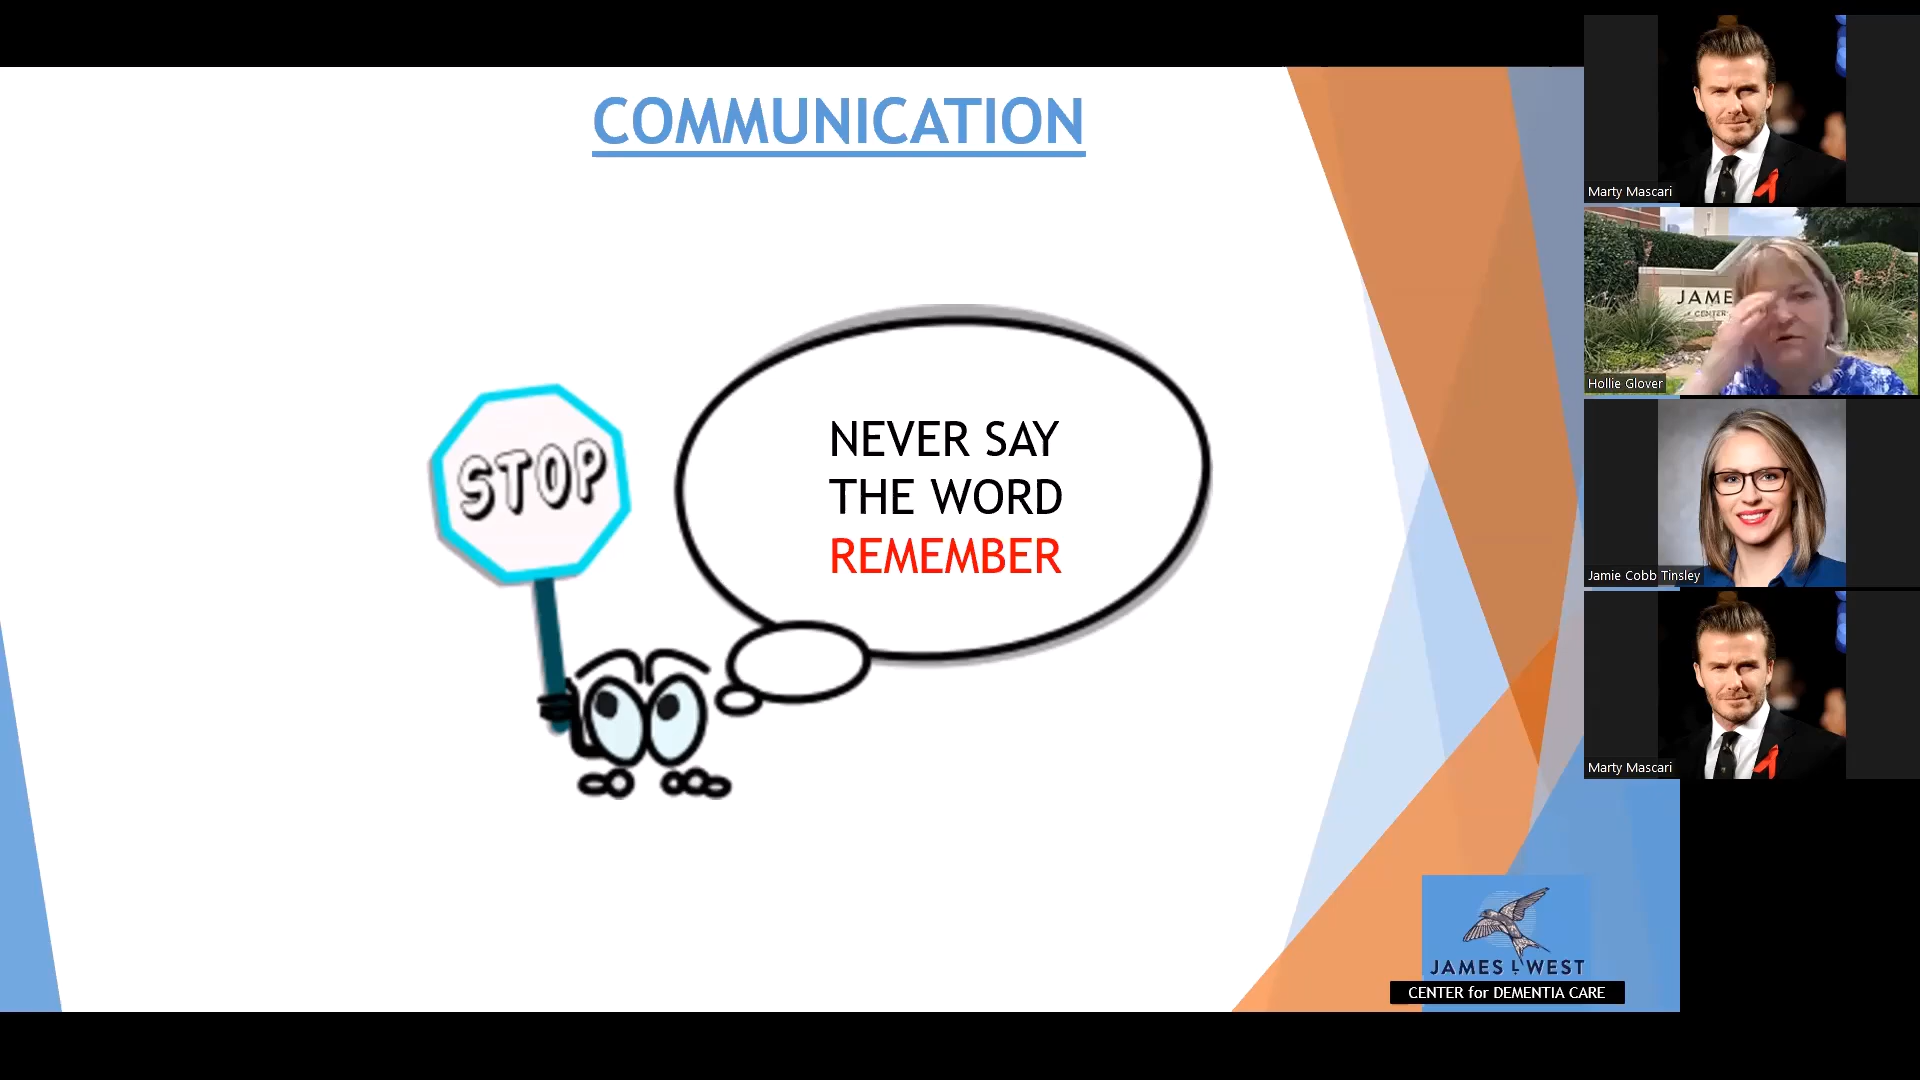 COMMUNICATION
STOP
NEVER SAY
THE WORD
REMEMBER
JAMES L WEST
CENTER for DEMENTIA CARE
Marty Mascari
JAME
CENTER
Hollie Glover
Jamie Cobb Tinsley
Marty Mascari